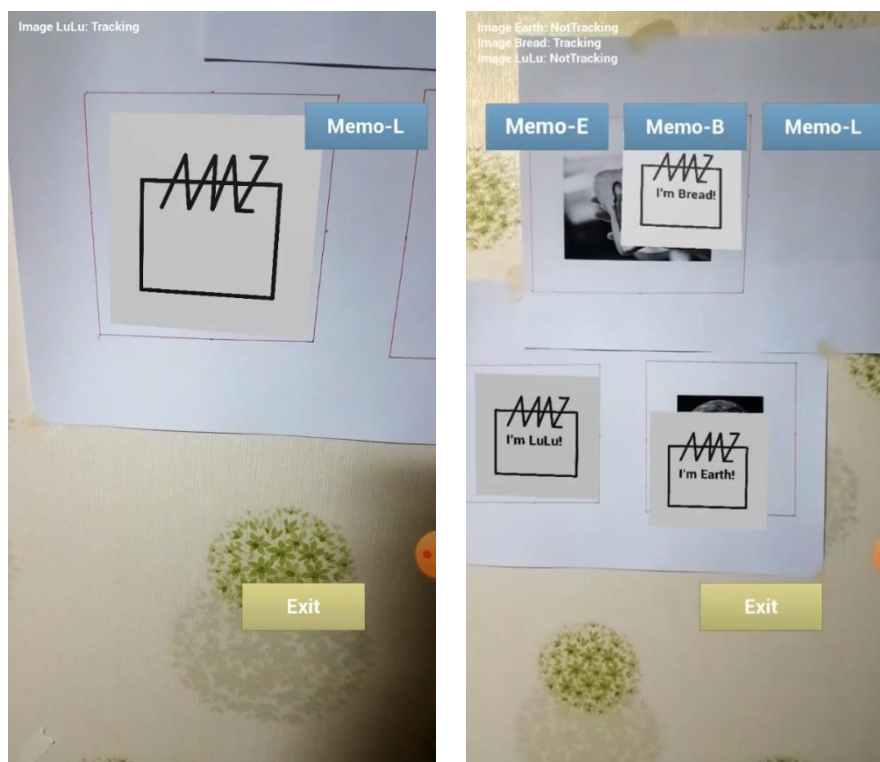 Image LuLu: Tracking
Memo-L
Exit
Image Earth: NotTracking
Image Bread: Tracking
Image LuLu: NotTracking
Memo-E Memo-B Memo-L
I'm Bread!
I'm LuLu!
I'm Earth!
Exit